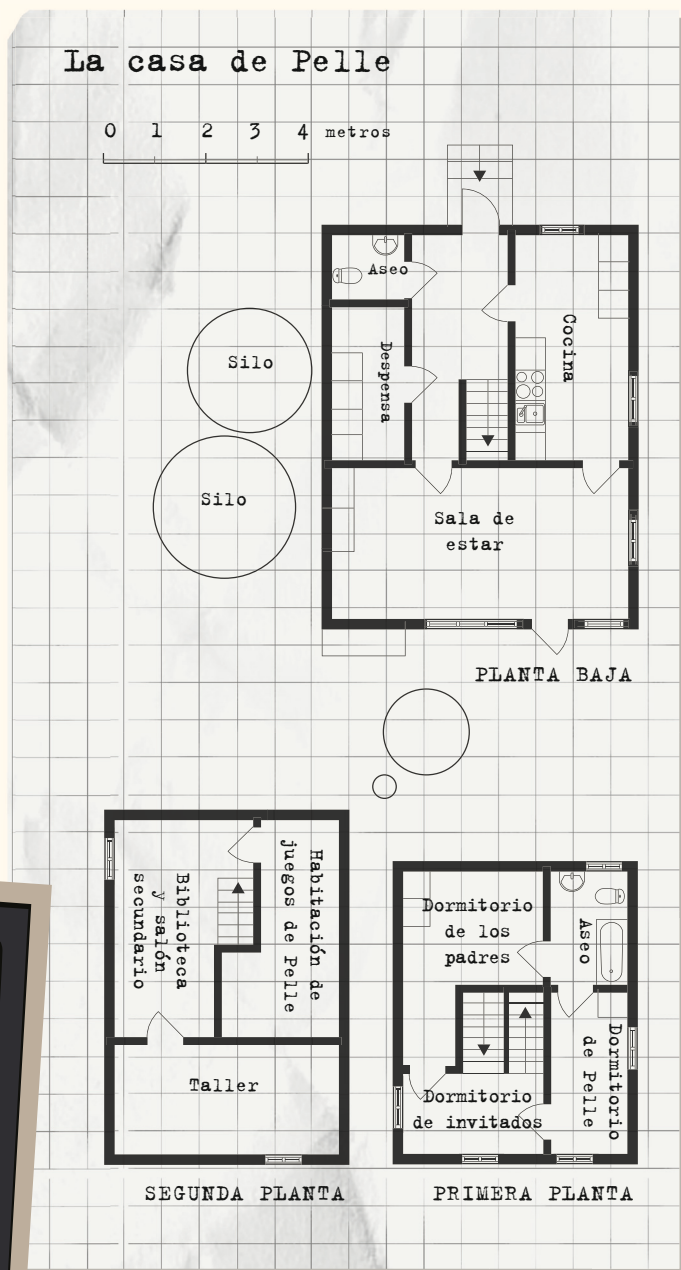 La casa de Pelle
0 1 2 3 4 metros
Aseo
Cocina
Silo
Despensa
Silo
Sala de
estar
PLANTA BAJA
Habitación de
juegos de Pelle
Biblioteca
y salón
secundario
Taller
SEGUNDA PLANTA
Dormitorio
de los
padres
Aseo
Dormitorio
de Pelle
Dormitorio
de invitados
PRIMERA PLANTA